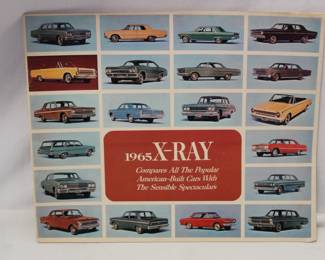 1965 X-RAY
Compares All The Popular
American-Built Cars With
The Sensible Spectaculars